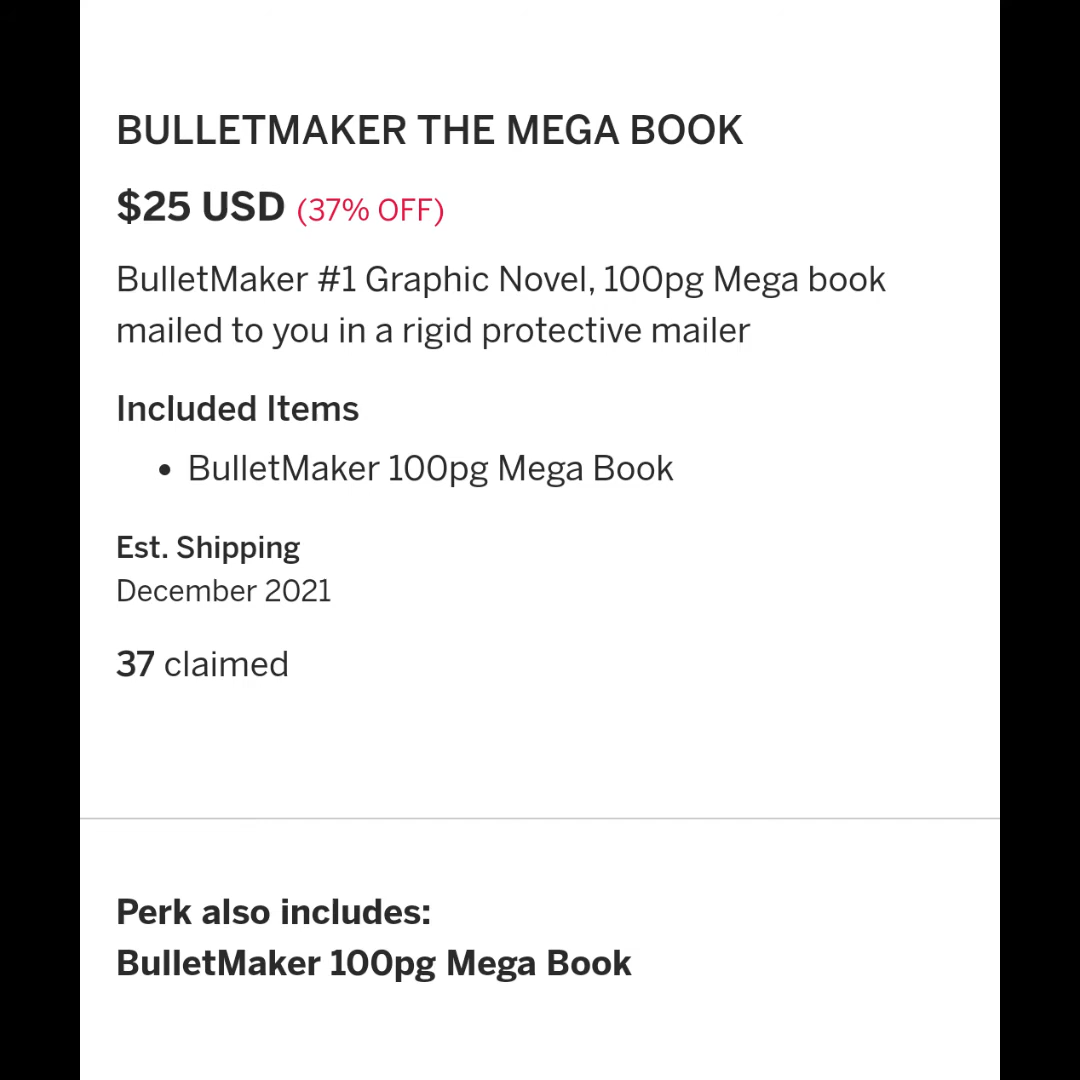 BULLETMAKER THE MEGA BOOK
$25 USD (37% OFF)
BulletMaker #1 Graphic Novel, 100pg Mega book
mailed to you in a rigid protective mailer
Included Items
• BulletMaker 100pg Mega Book
Est. Shipping
December 2021
37 claimed
Perk also includes:
BulletMaker 100pg Mega Book